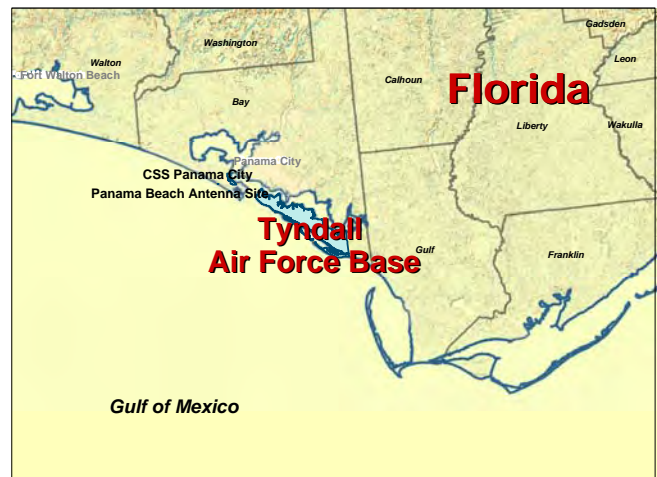 Gadsden
Washington
Leon
Walton
Fort Walton Beach
Calhoun
Florida
Bay
Liberty
Wakulla
Panama City
CSS Panama City
Panama Beach Antenna Site
Tyndall
Air Force Base
Gulf
Franklin
Gulf of Mexico